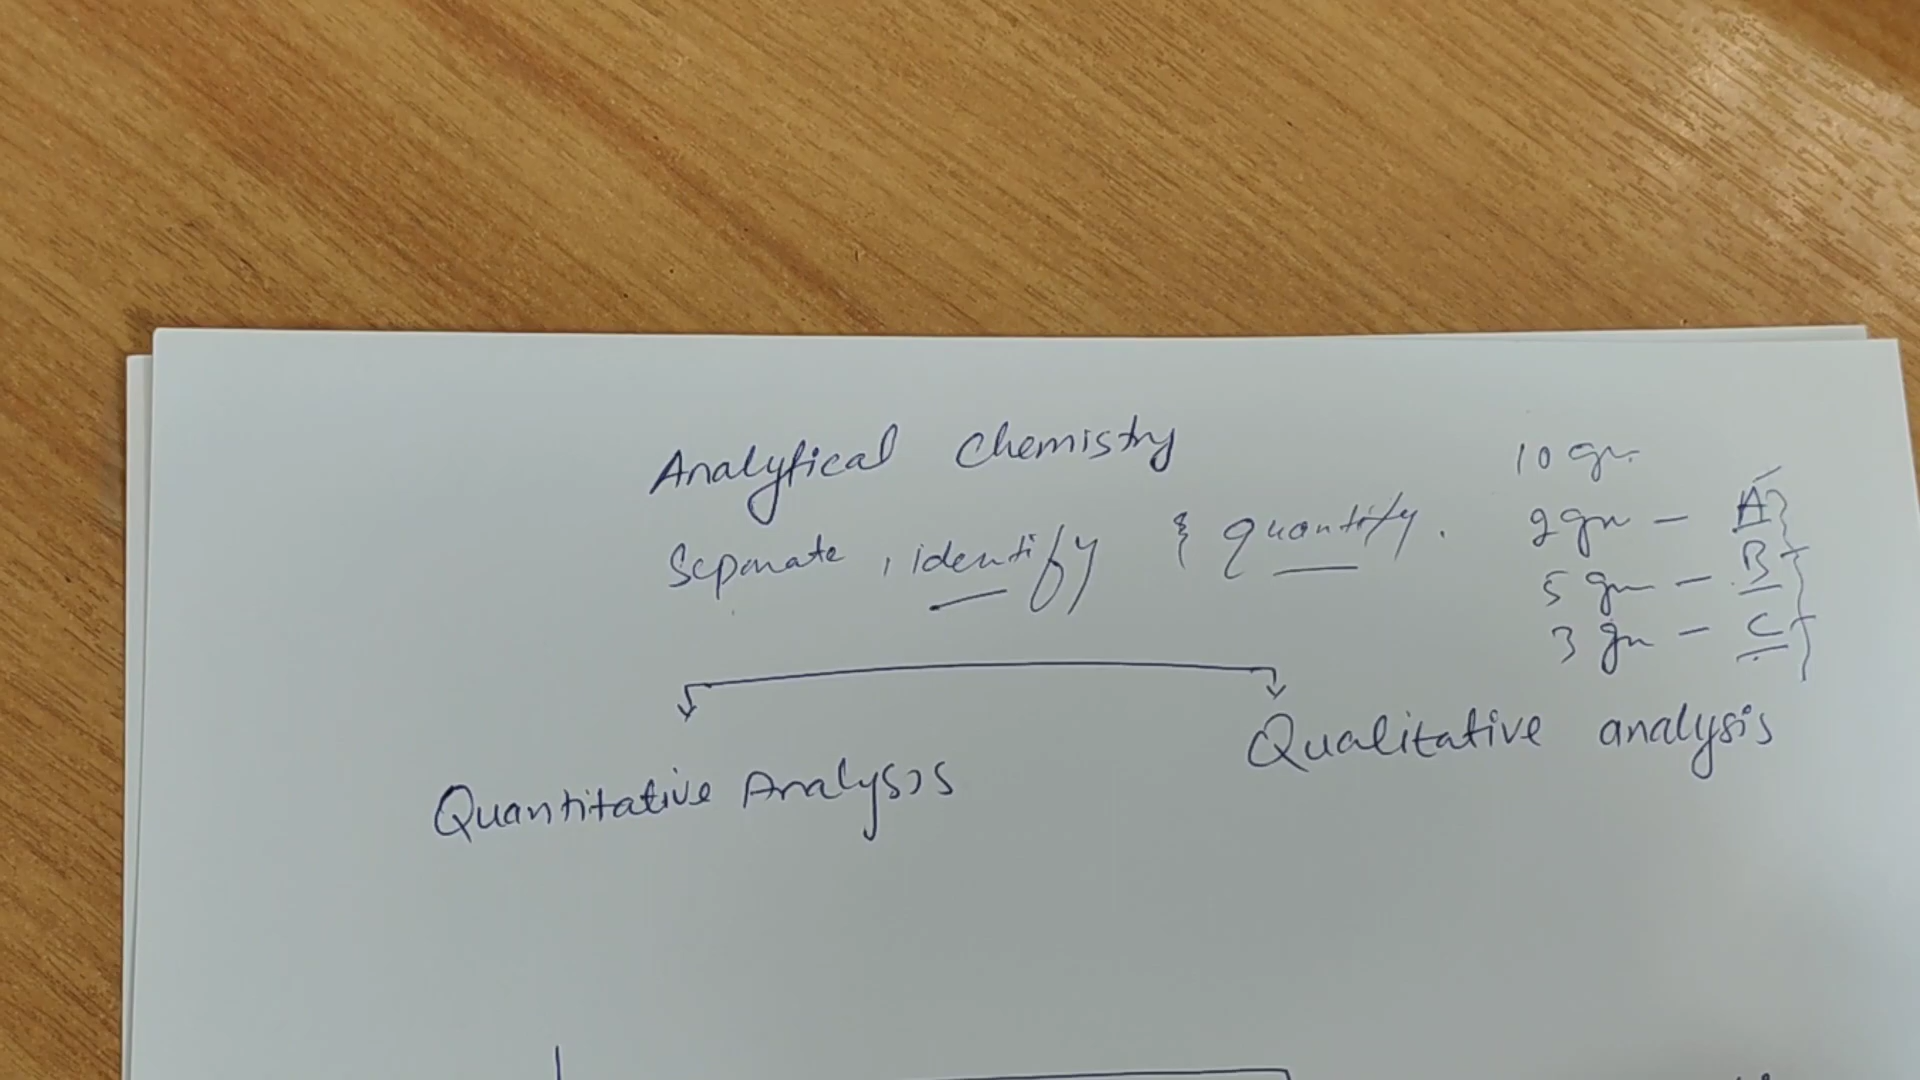 Analytical Chemistry
Separate, identify & quantify.
10 gm
2 gm - A
5 gm - B
3 gm - C
Quantitative Analysis
Qualitative analysis